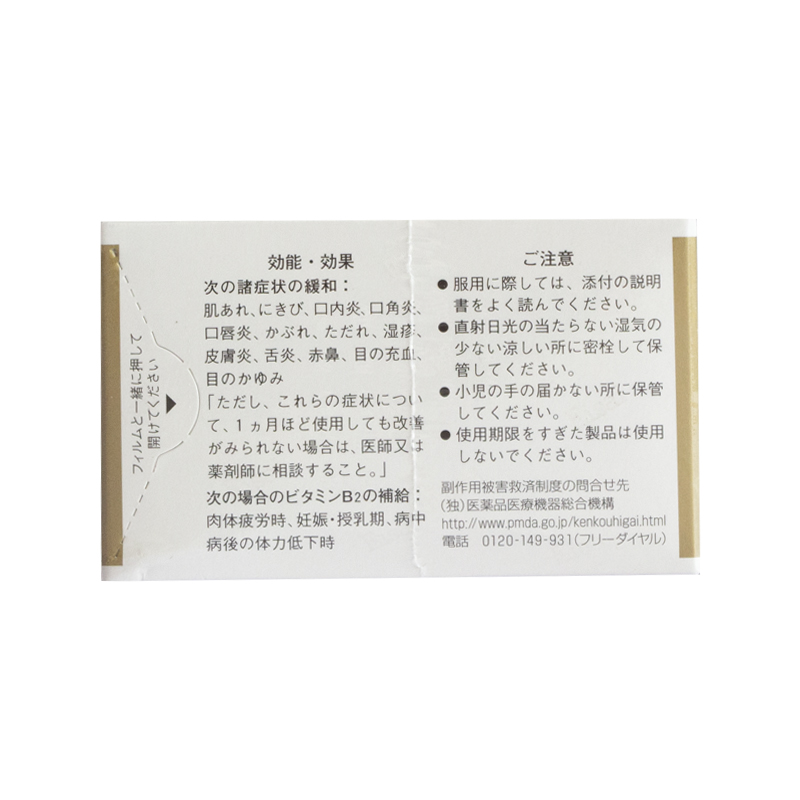 フィルムと一緒に押して
開けてください
効能・効果
次の諸症状の緩和：
肌あれ、にきび、口内炎、口角炎、
口唇炎、かぶれ、ただれ、湿疹、
皮膚炎、舌炎、赤鼻、目の充血、
目のかゆみ
「ただし、これらの症状につい
て、1ヵ月ほど使用しても改善
がみられない場合は、医師又は
薬剤師に相談すること。」
次の場合のビタミンB2の補給：
肉体疲労時、妊娠・授乳期、病中
病後の体力低下時
ご注意
●服用に際しては、添付の説明
書をよく読んでください。
●直射日光の当たらない湿気の
少ない涼しい所に密栓して保
管してください。
●小児の手の届かない所に保管
してください。
●使用期限をすぎた製品は使用
しないでください。
副作用被害救済制度の問合せ先
(独)医薬品医療機器総合機構
http://www.pmda.go.jp/kenkouhigai.html
電話 0120-149-931(フリーダイヤル)